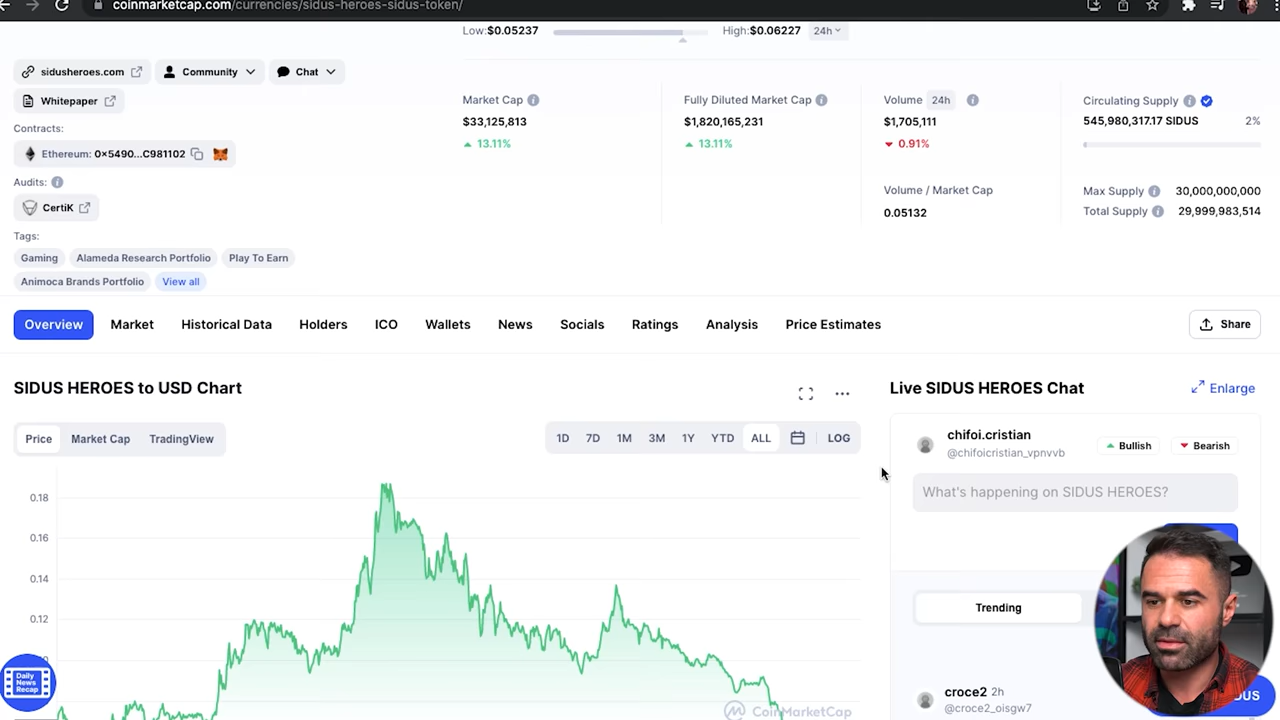 coinmarketcap.com/currencies/sidus-heroes-sidus-token/
Low:$0.05237 High:$0.06227 24h
sidusheroes.com Community Chat
Whitepaper
Contracts:
Ethereum: 0×5490...C981102
Audits:
CertiK
Tags:
Gaming Alameda Research Portfolio Play To Earn
Animoca Brands Portfolio View all
Market Cap
$33,125,813
13.11%
Fully Diluted Market Cap
$1,820,165,231
13.11%
Volume 24h
$1,705,111
0.91%
Volume / Market Cap
0.05132
Circulating Supply
545,980,317.17 SIDUS 2%
Max Supply 30,000,000,000
Total Supply 29,999,983,514
Overview Market Historical Data Holders ICO Wallets News Socials Ratings Analysis Price Estimates Share
SIDUS HEROES to USD Chart
Price Market Cap TradingView 1D 7D 1M 3M 1Y YTD ALL LOG
0.18
0.16
0.14
0.12
CoinMarketCap
Daily
News
Recap
Live SIDUS HEROES Chat Enlarge
chifoi.cristian
@chifoicristian_vpnvvb
Bullish Bearish
What's happening on SIDUS HEROES?
Trending
croce2 2h
@croce2_oisgw7